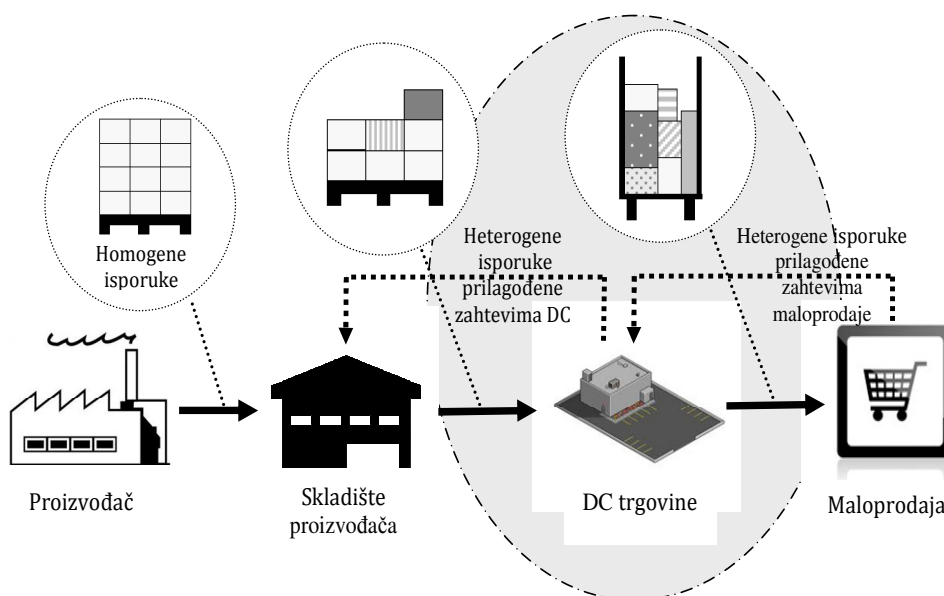 Homogene
isporuke
Heterogene
isporuke
prilagođene
zahtevima DC
Heterogene isporuke
prilagođene
zahtevima
maloprodaje
Proizvođač
Skladište
proizvođača
DC trgovine
Maloprodaja